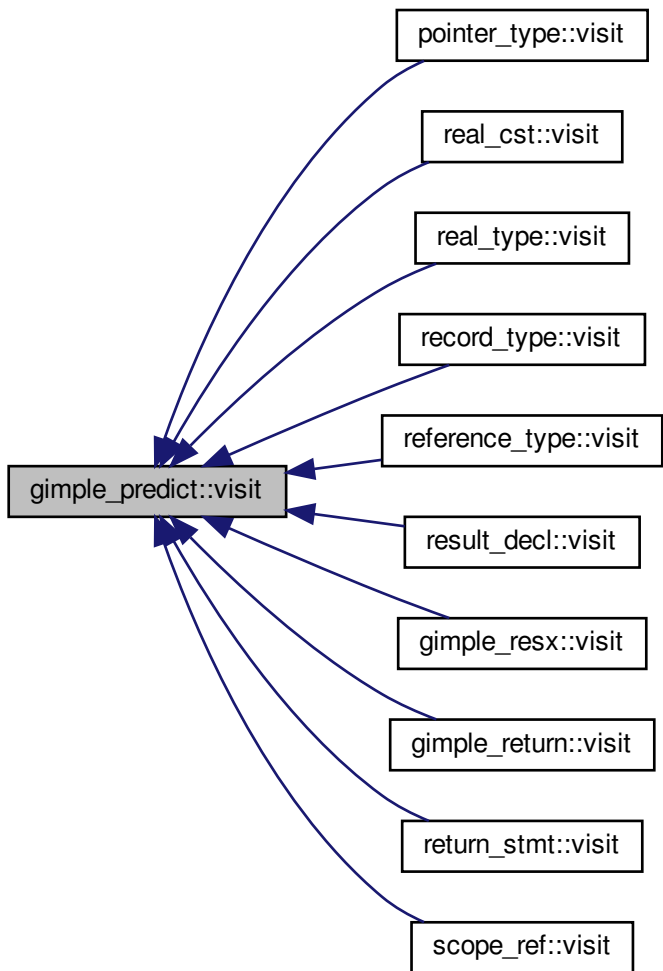 pointer_type::visit
real_cst::visit
real_type::visit
record_type::visit
reference_type::visit
gimple_predict::visit
result_decl::visit
gimple_resx::visit
gimple_return::visit
return_stmt::visit
scope_ref::visit